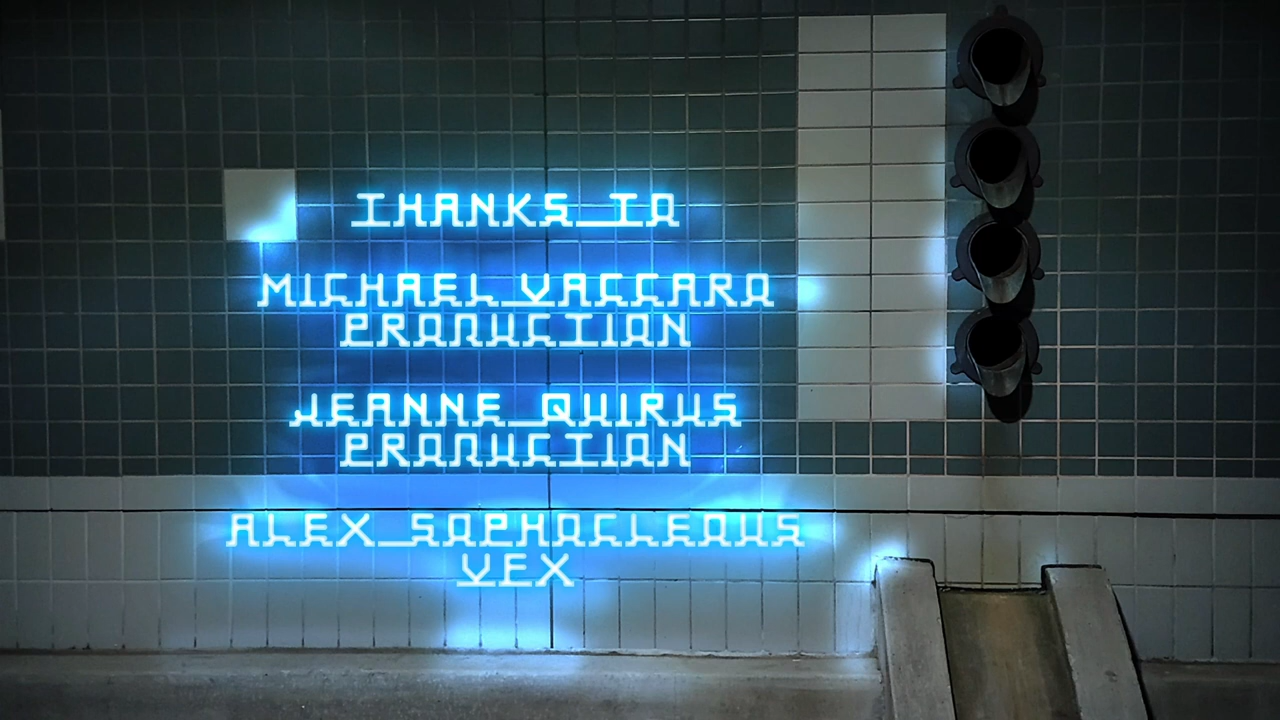 THANKS TO
MICHAEL VACCARO
PRODUCTION
JEANNE QUIRUS
PRODUCTION
ALEX SOPHOCLEOUS
VFX